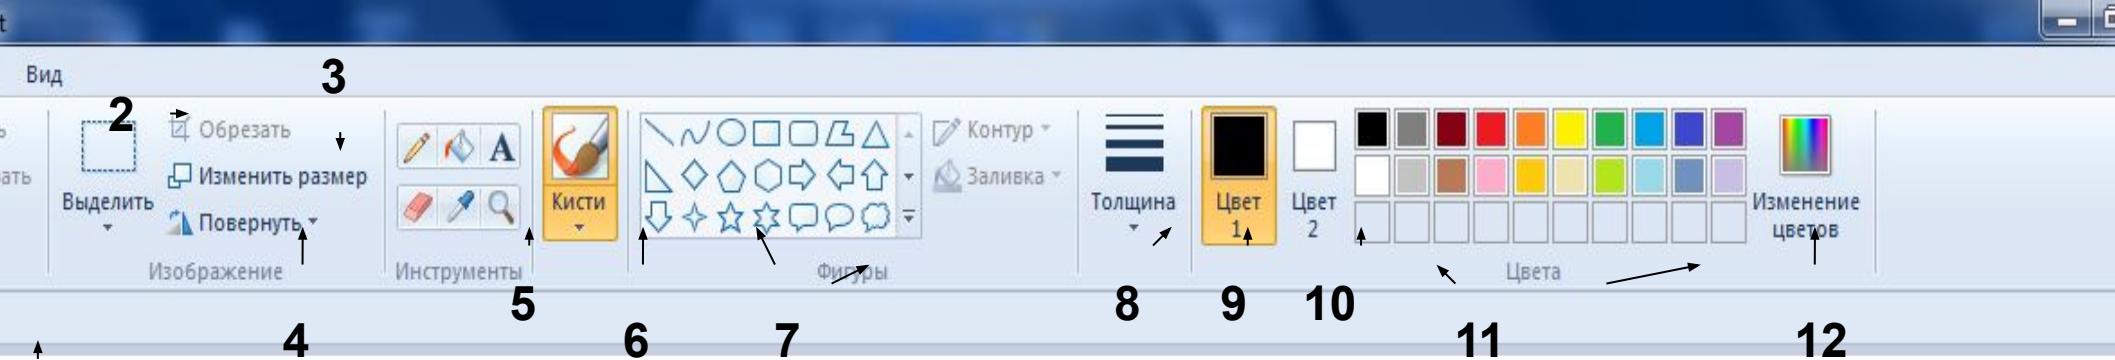 t
Вид
3
2
ь
Обрезать
ать
Изменить размер
Выделить
Повернуть
Изображение
A
Инструменты
Кисти
Контур
Заливка
Фигуры
Толщина
Цвет
1
Цвет
2
Изменение
цветов
Цвета
5
8
9
10
4
6
7
11
12